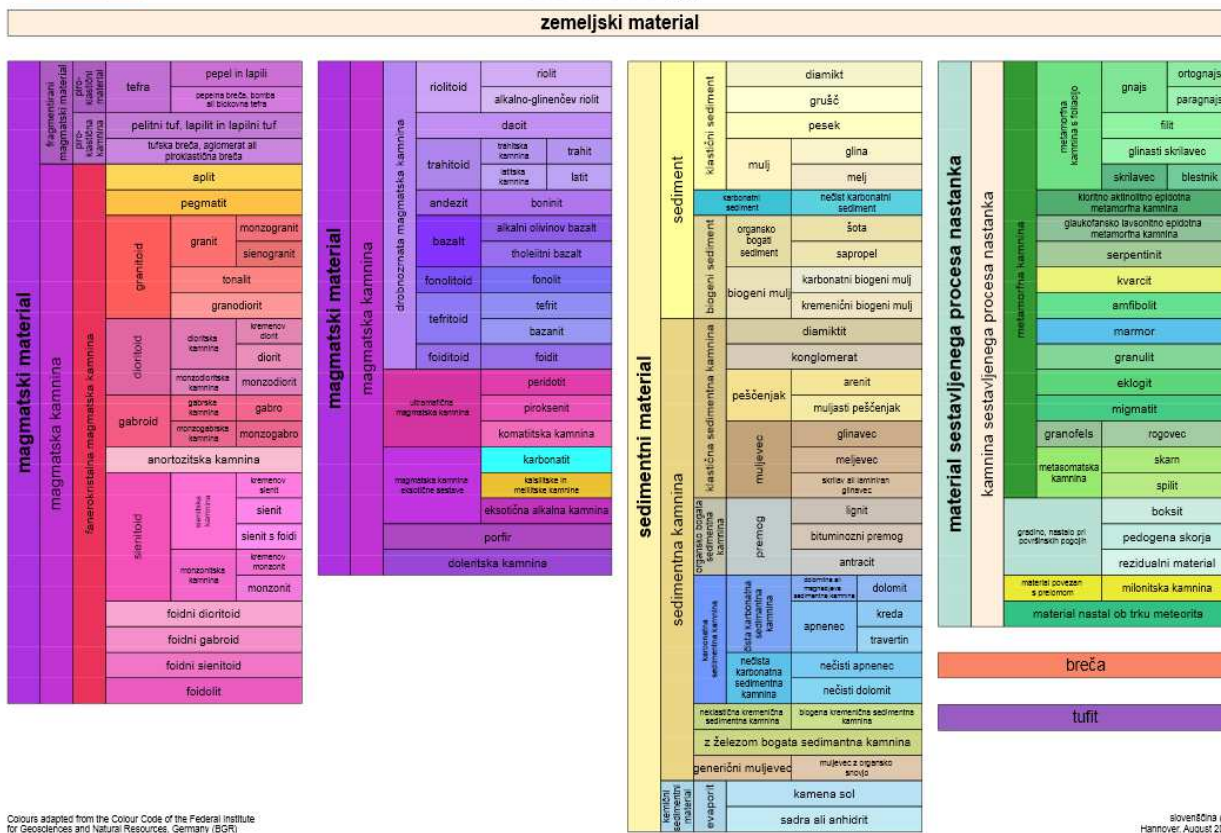 zemeljski material
magmatski material
fragmentirani
magmatski material
piro-
klastični
material
tefra
pepel in lapili
peperna breča, bomba
ali blokovna tefra
piro-
klastična
kamnina
pelitni tuf, lapilit in lapilni tuf
tufska breča, aglomerat ali
piroklastična breča
magmatska kamnina
fanerokristalna magmatska kamnina
aplit
pegmatit
granitoid
granit
monzogranit
sienogranit
tonalit
granodiorit
dioritoid
dioritska
kamnina
kremenov
diorit
diorit
monzodioritska
kamnina
monzodiorit
gabroid
gabrska
kamnina
gabro
monzogabrska
kamnina
monzogabro
anortozitska kamnina
sienitoid
sienitska
kamnina
kremenov
sienit
sienit
sienit s foidi
monzonitska
kamnina
kremenov
monzonit
monzonit
foidni dioritoid
foidni gabroid
foidni sienitoid
foidolit
magmatski material
magmatska kamnina
drobnozrnata magmatska kamnina
riolitoid
riolit
alkalno-glinenčev riolit
dacit
trahitoid
trahitska
kamnina
trahit
latitska
kamnina
latit
andezit
boninit
bazalt
alkalni olivinov bazalt
tholeiitni bazalt
fonolitoid
fonolit
tefritoid
tefrit
bazanit
foiditoid
foidit
ultramafična
magmatska kamnina
peridotit
piroksenit
komatiitska kamnina
magmatska kamnina
eksotične sestave
karbonatit
kalsilitske in
melilitske kamnine
eksotična alkalna kamnina
porfir
doleritska kamnina
sedimentni material
sediment
klastični sediment
diamikt
grušč
pesek
mulj
glina
melj
karbonatni
sediment
nečist karbonatni
sediment
biogeni sediment
organsko
bogati
sediment
šota
sapropel
biogeni mulj
karbonatni biogeni mulj
kremenični biogeni mulj
sedimentna kamnina
klastična sedimentna kamnina
diamiktit
konglomerat
peščenjak
arenit
muljasti peščenjak
muljevec
glinavec
meljevec
skrilav ali laminiran
glinavec
organsko bogata
sedimentna
kamnina
premog
lignit
bituminozni premog
antracit
karbonatna
sedimentna kamnina
čista karbonatna
sedimantna
kamnina
dolomitna ali
magnezijeva
sedimentna kamnina
dolomit
apnenec
kreda
travertin
nečista
karbonatna
sedimentna
kamnina
nečisti apnenec
nečisti dolomit
neklastična kremenična
sedimentna kamnina
biogena kremenična sedimentna
kamnina
z železom bogata sedimantna kamnina
generični muljevec
muljevec z organsko
snovjo
kemični
sedimentni
material
evaporit
kamena sol
sadra ali anhidrit
material sestavljenega procesa nastanka
kamnina sestavljenega procesa nastanka
metamorfna kamnina
metamorfna
kamnina s foliacijo
gnajs
ortognajs
paragnajs
filit
glinasti skrilavec
skrilavec
blestnik
kloritno aktinolitno epidotna
metamorfna kamnina
glaukofansko lavsonitno epidotna
metamorfna kamnina
serpentinit
kvarcit
amfibolit
marmor
granulit
eklogit
migmatit
granofels
rogovec
metasomatska
kamnina
skarn
spilit
gradivo, nastalo pri
površinskih pogojih
boksit
pedogena skorja
rezidualni material
material povezan
s prelomom
milonitska kamnina
material nastal ob trku meteorita
breča
tufit
Colours adapted from the Colour Code of the Federal Institute
for Geosciences and Natural Resources, Germany (BGR)
slovenščina
Hannover, August